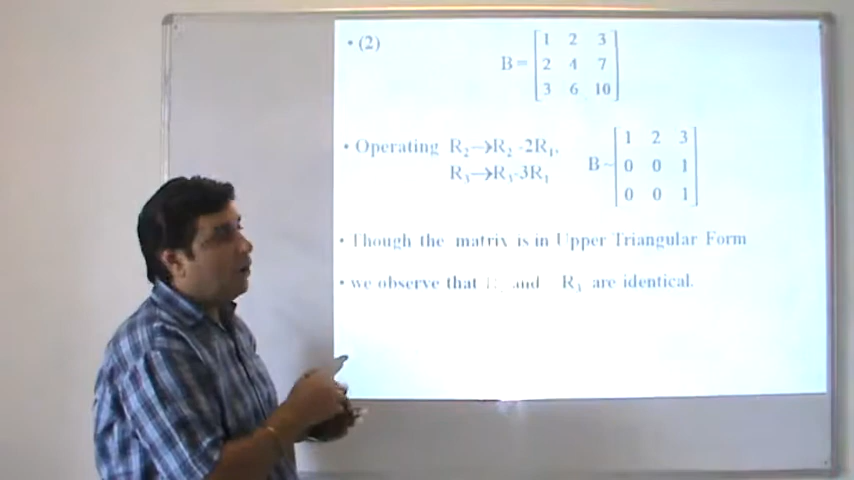 • (2)
B = [1 2 3
2 4 7
3 6 10]
• Operating R₂→R₂ -2R₁,
R₃→R₃-3R₁
B ~ [1 2 3
0 0 1
0 0 1]
• Though the matrix is in Upper Triangular Form
• we observe that and R₃ are identical.